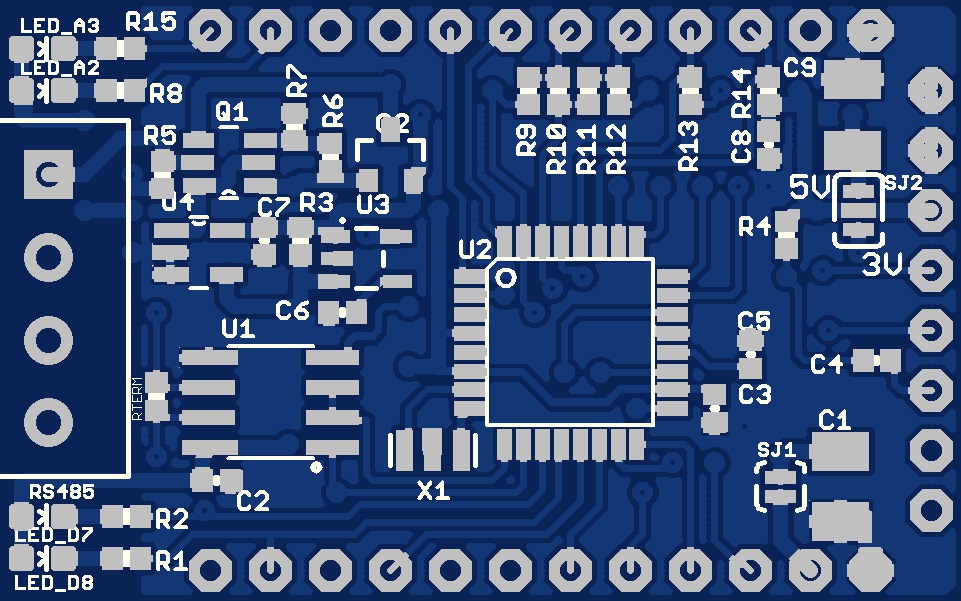 LED_A3
R15
LED_A2
R8
R7
R6
Q1
R5
U4
C7
R3
U3
C6
U1
RTERM
C2
RS485
R2
LED_D7
R1
LED_D8
X1
U2
R9
R10
R11
R12
R13
R14
C8
C9
5V
SJ2
R4
3V
C5
C4
C3
C1
SJ1